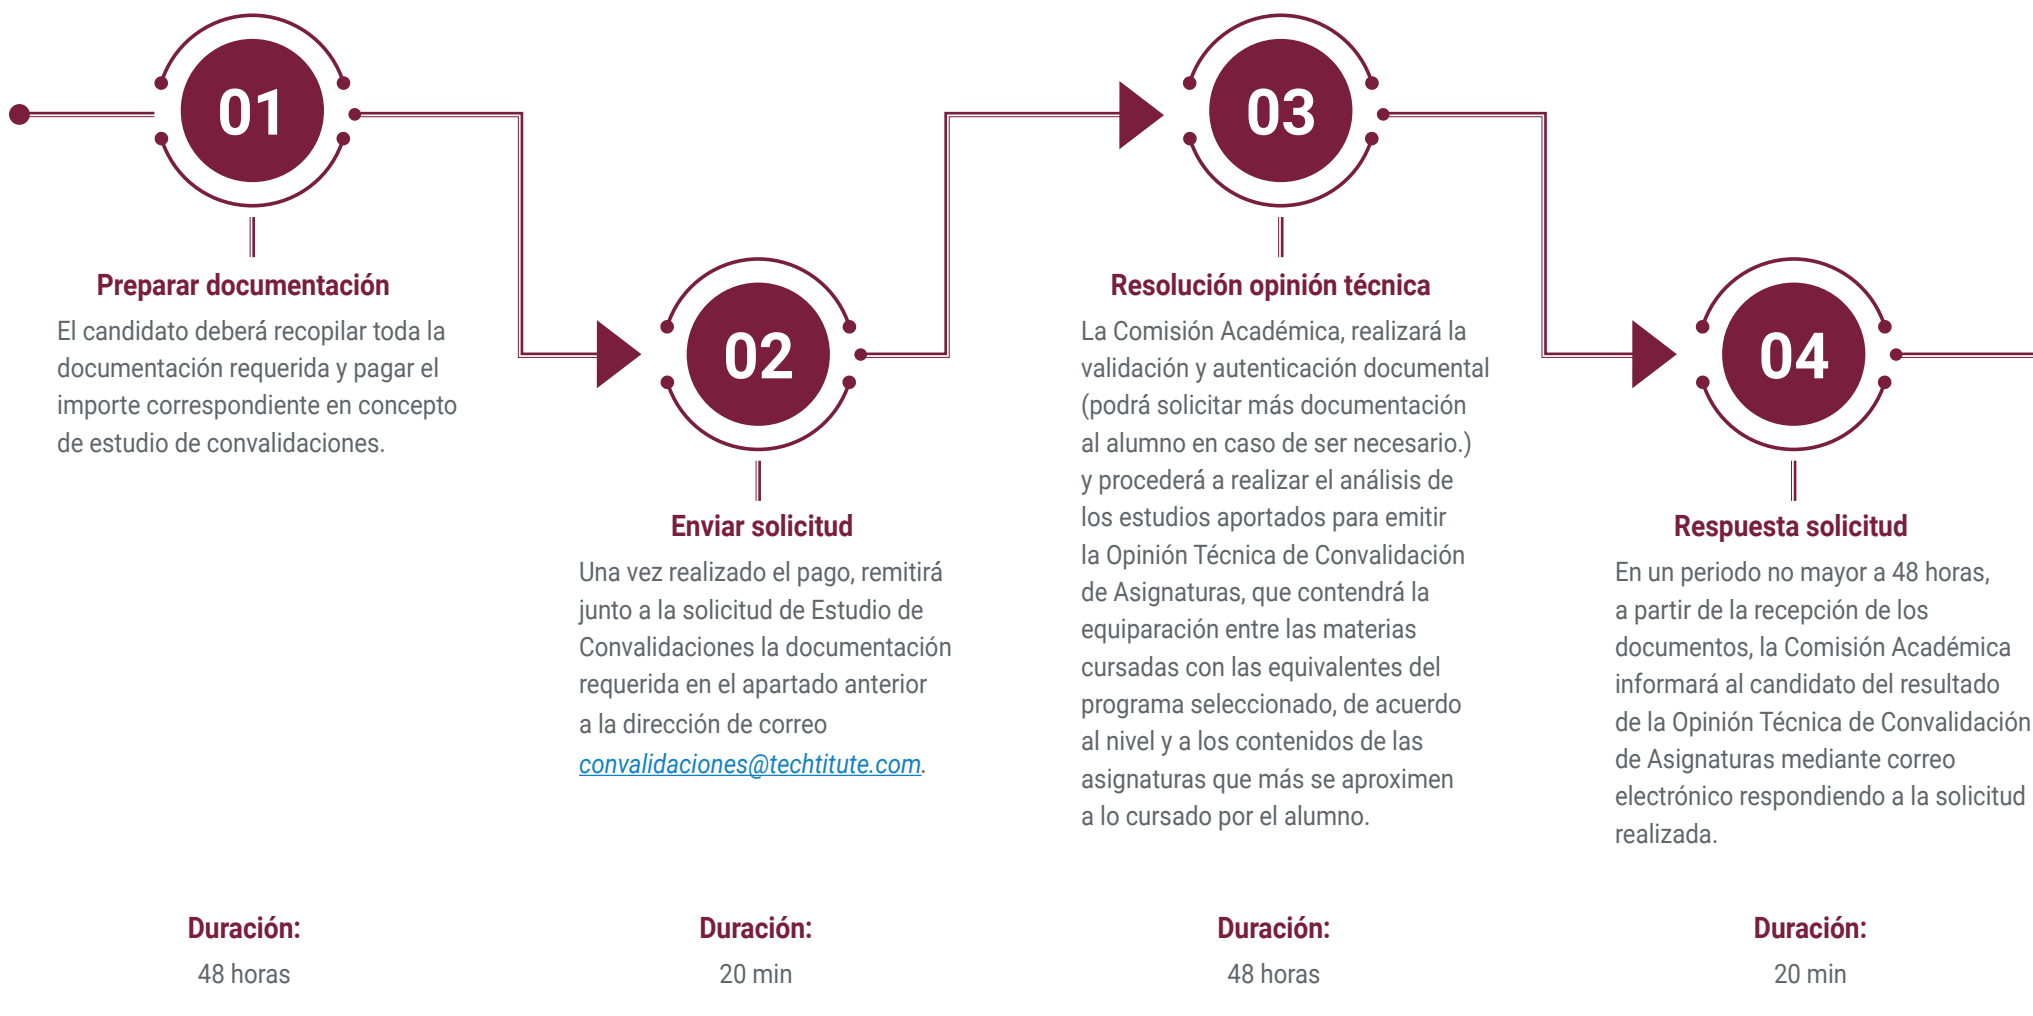 01
Preparar documentación
El candidato deberá recopilar toda la
documentación requerida y pagar el
importe correspondiente en concepto
de estudio de convalidaciones.
Duración:
48 horas
02
Enviar solicitud
Una vez realizado el pago, remitirá
junto a la solicitud de Estudio de
Convalidaciones la documentación
requerida en el apartado anterior
a la dirección de correo
convalidaciones@techtitute.com.
Duración:
20 min
03
Resolución opinión técnica
La Comisión Académica, realizará la
validación y autenticación documental
(podrá solicitar más documentación
al alumno en caso de ser necesario.)
y procederá a realizar el análisis de
los estudios aportados para emitir
la Opinión Técnica de Convalidación
de Asignaturas, que contendrá la
equiparación entre las materias
cursadas con las equivalentes del
programa seleccionado, de acuerdo
al nivel y a los contenidos de las
asignaturas que más se aproximen
a lo cursado por el alumno.
Duración:
48 horas
04
Respuesta solicitud
En un periodo no mayor a 48 horas,
a partir de la recepción de los
documentos, la Comisión Académica
informará al candidato del resultado
de la Opinión Técnica de Convalidación
de Asignaturas mediante correo
electrónico respondiendo a la solicitud
realizada.
Duración:
20 min